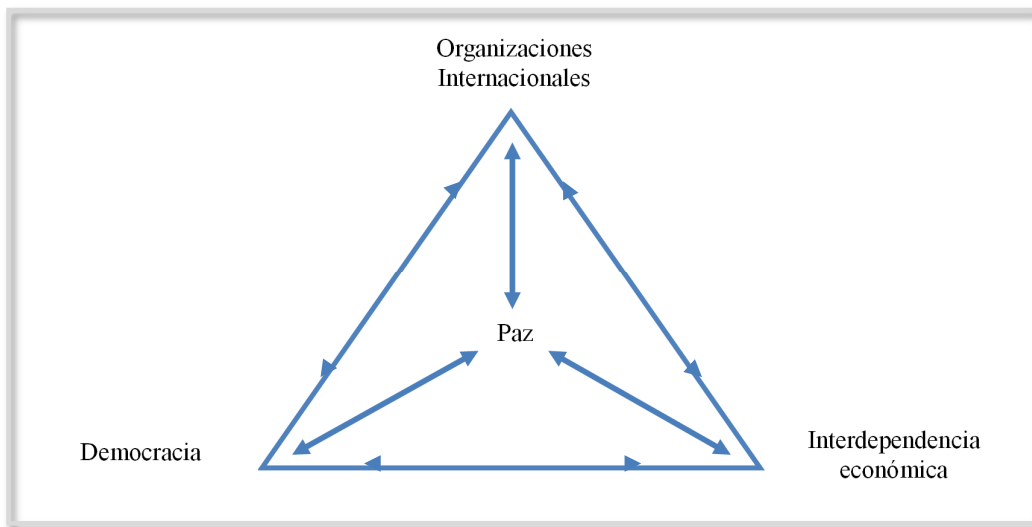 Organizaciones
Internacionales
Paz
Democracia
Interdependencia
económica